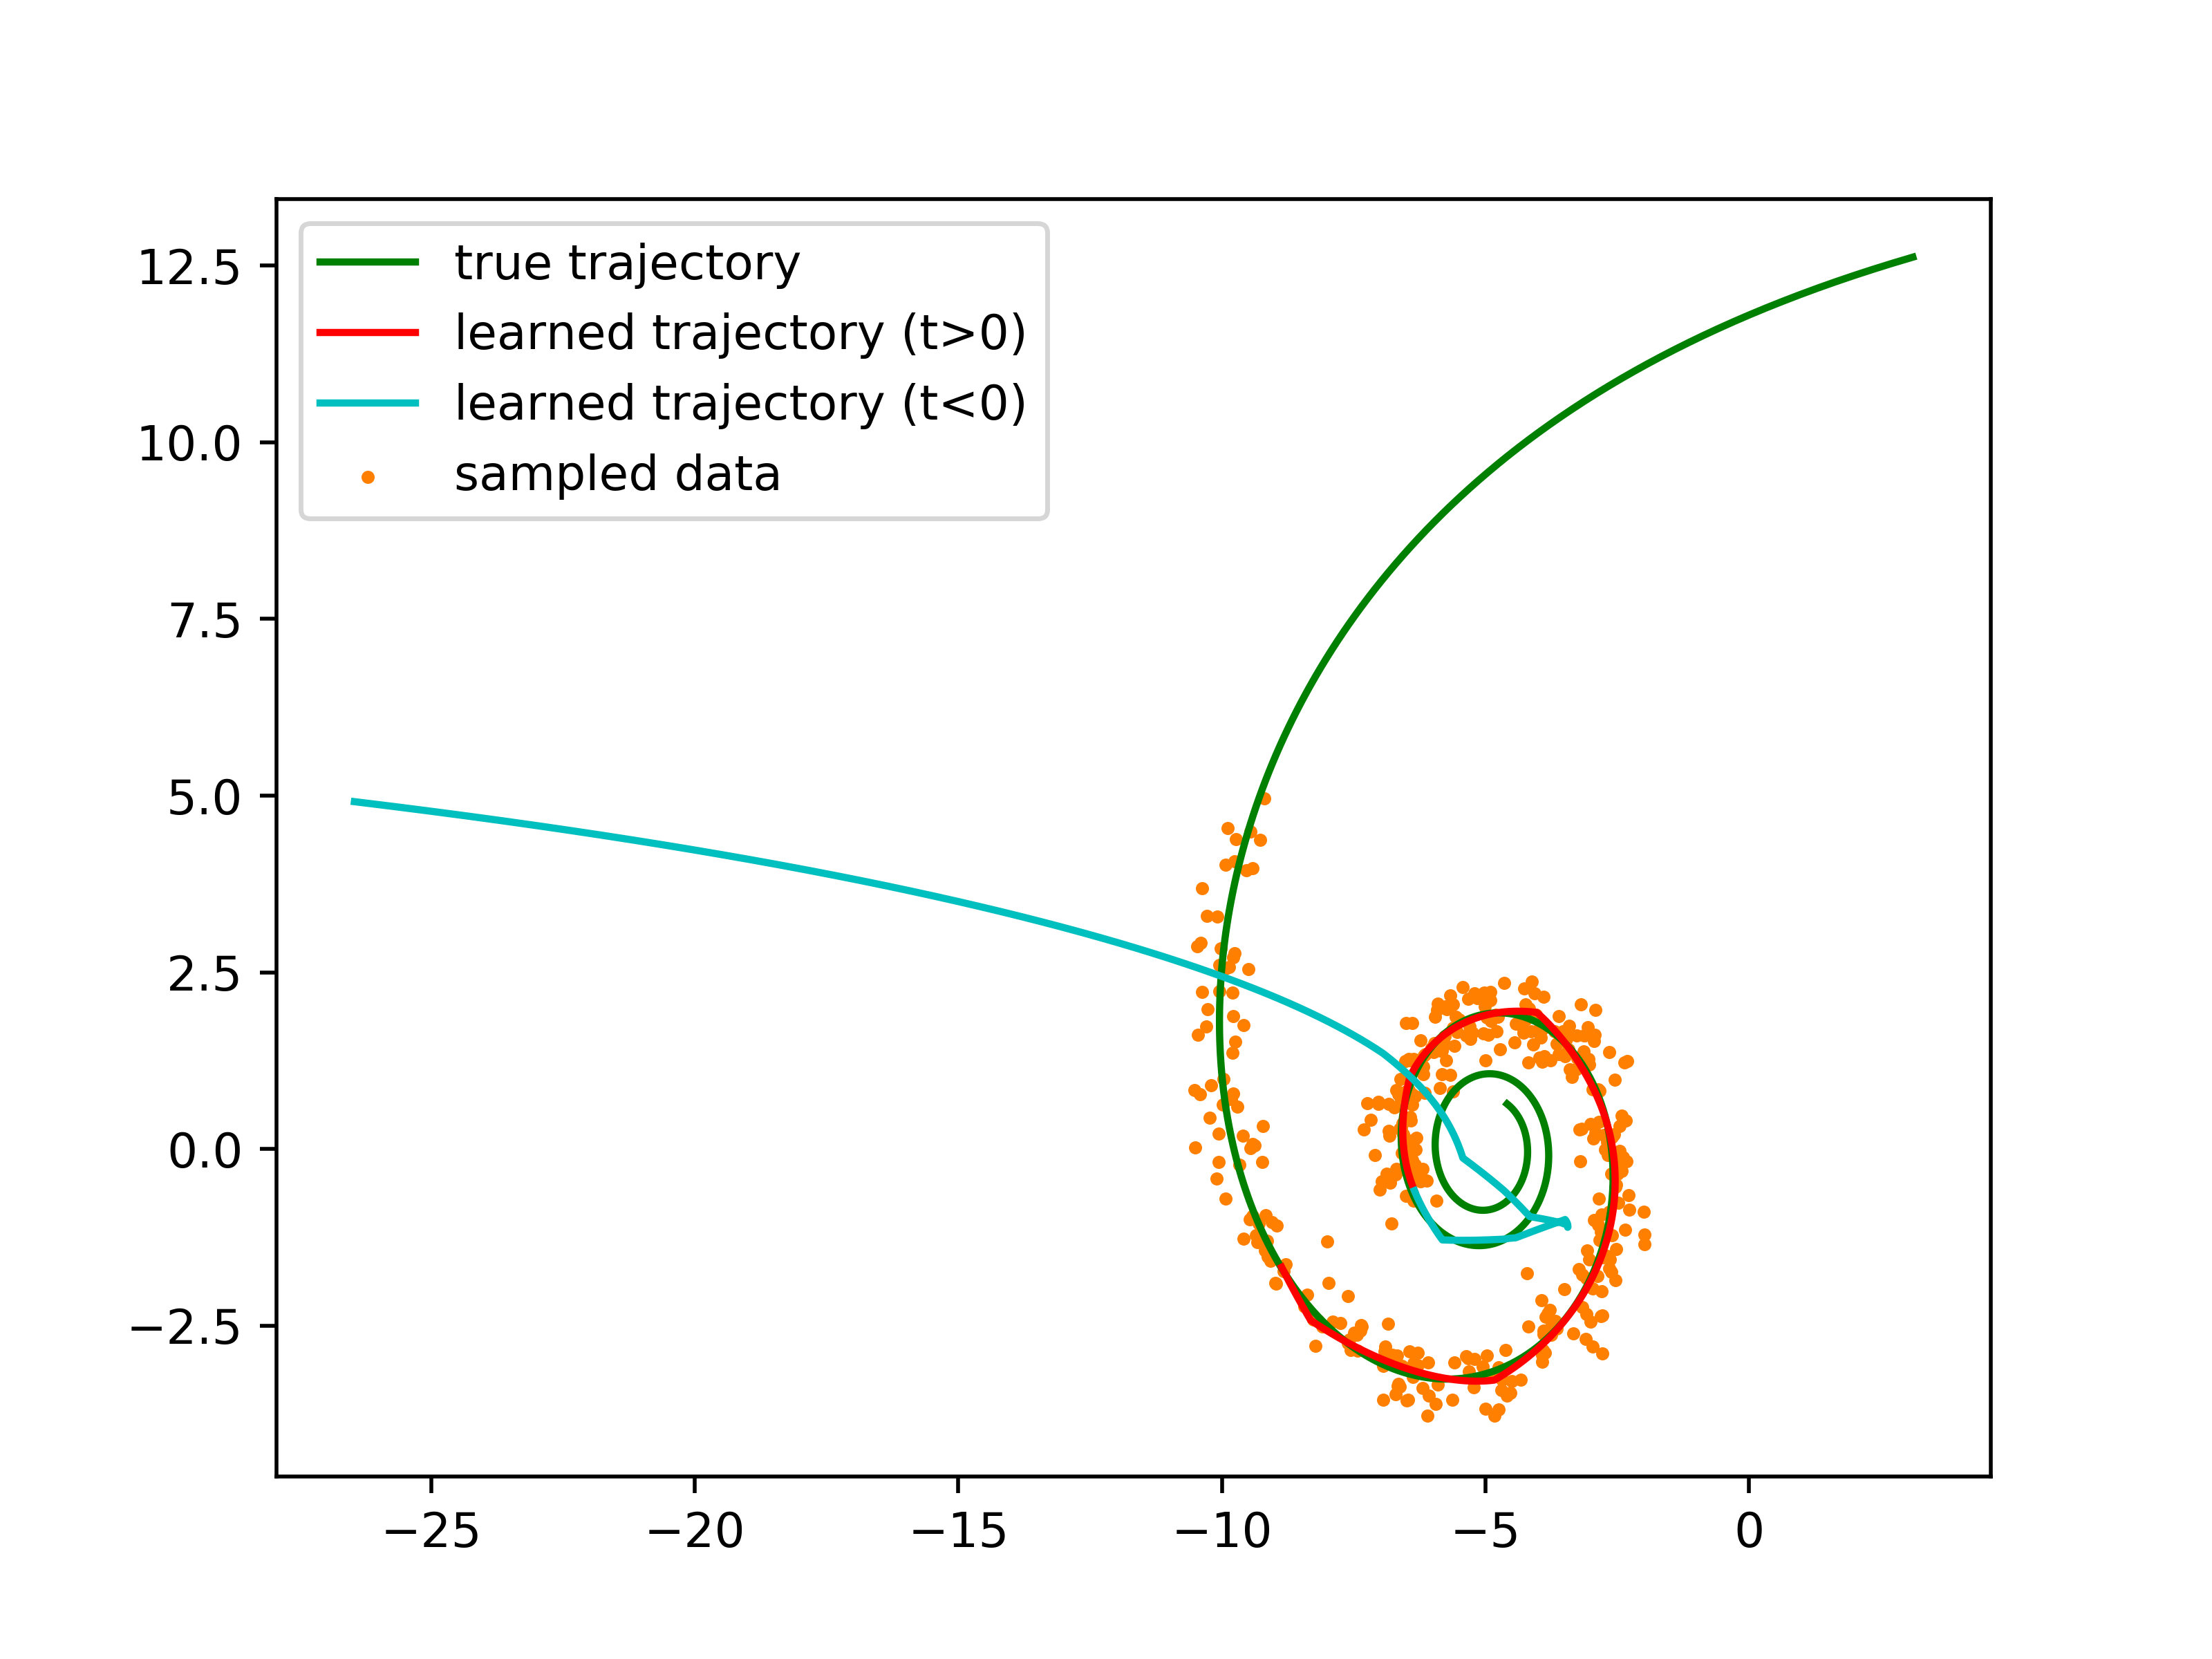 true trajectory
learned trajectory (t>0)
learned trajectory (t<0)
sampled data
12.5
10.0
7.5
5.0
2.5
0.0
−2.5
−25 −20 −15 −10 −5 0